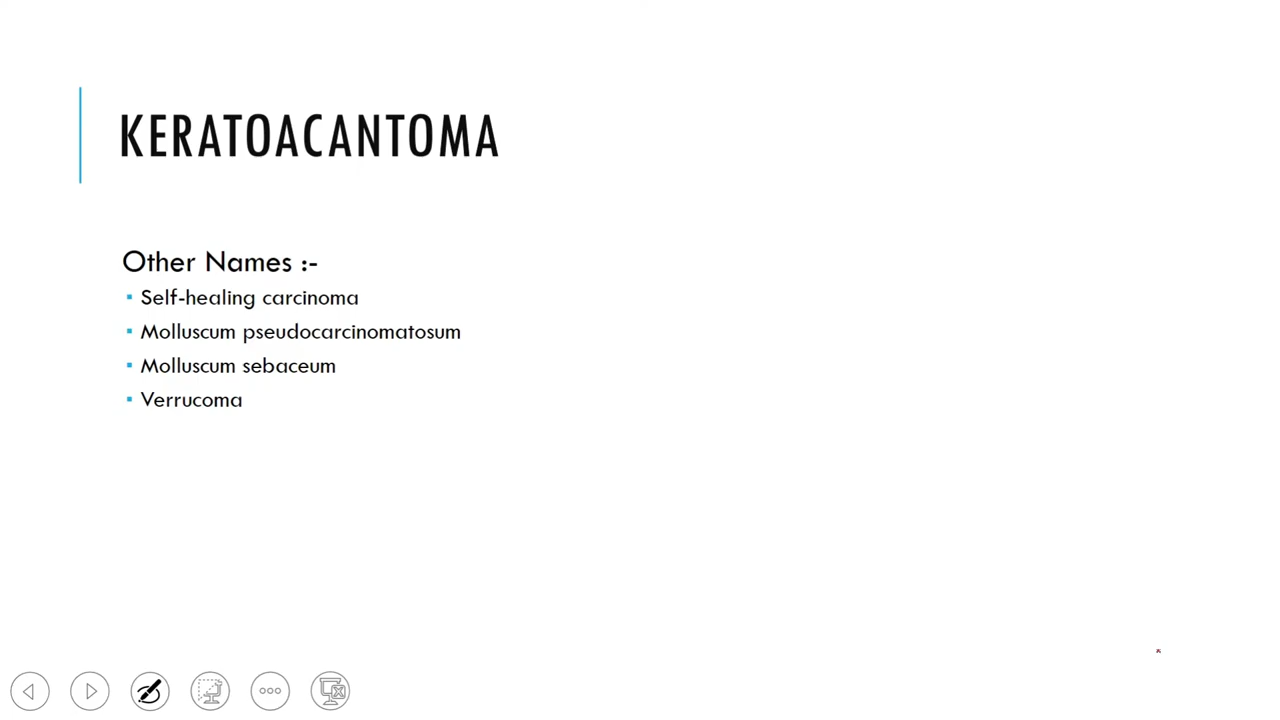 KERATOACANTOMA
Other Names :-
▪ Self-healing carcinoma
▪ Molluscum pseudocarcinomatosum
▪ Molluscum sebaceum
▪ Verrucoma